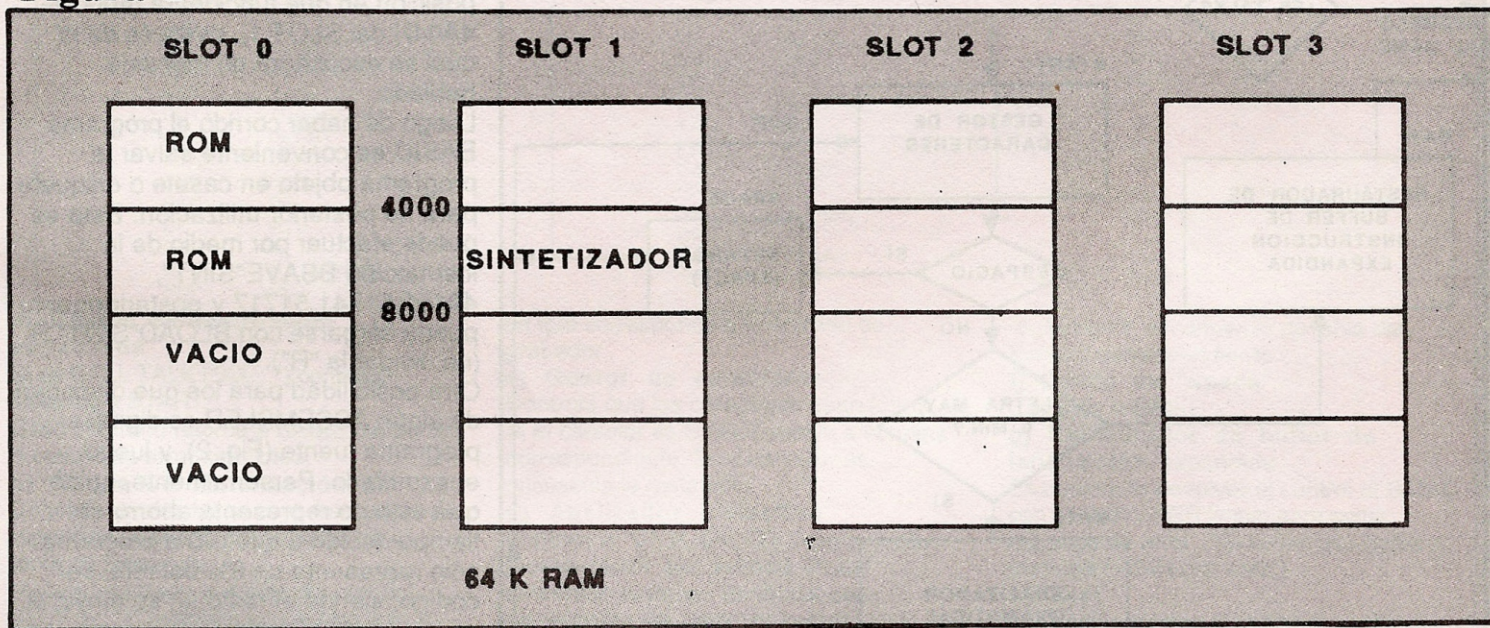 SLOT 0 SLOT 1 SLOT 2 SLOT 3
ROM
4000
ROM SINTETIZADOR
8000
VACIO
VACIO
64 K RAM